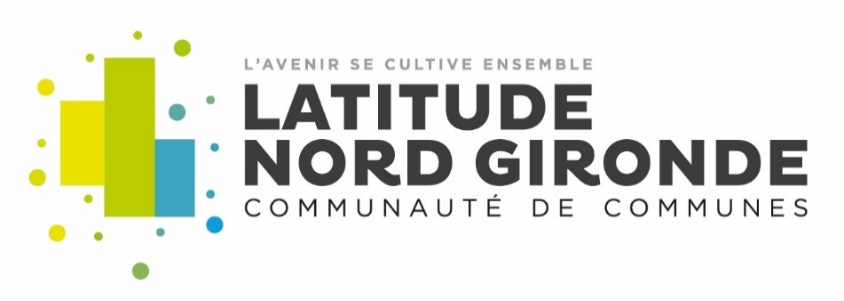 L'AVENIR SE CULTIVE ENSEMBLE
LATITUDE
NORD GIRONDE
COMMUNAUTÉ DE COMMUNES